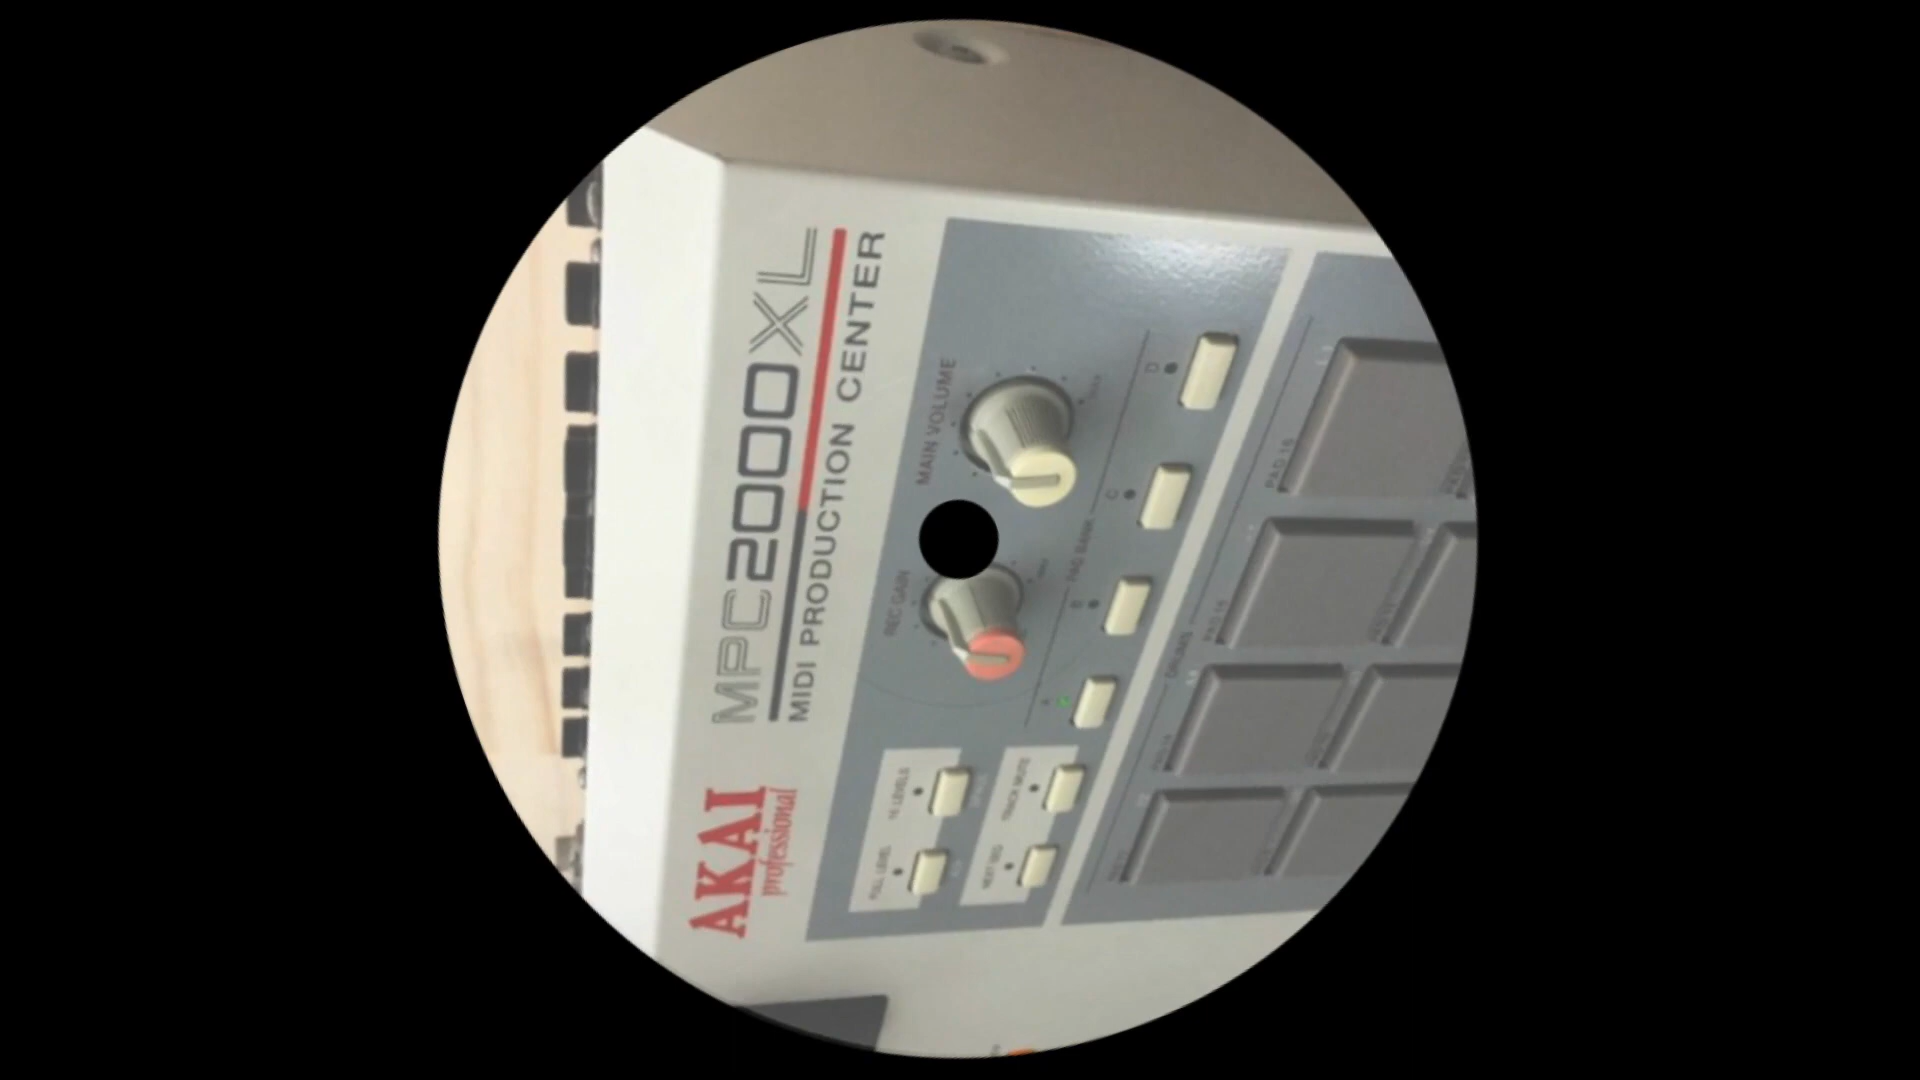 AKAI
professional
MPC2000XL
MIDI PRODUCTION CENTER
REC GAIN
MAIN VOLUME
16 LEVELS
FULL LEVEL
TRACK MUTE
NEXT SEQ
PAD BANK
B
C
D
DRUMS
PAD 16